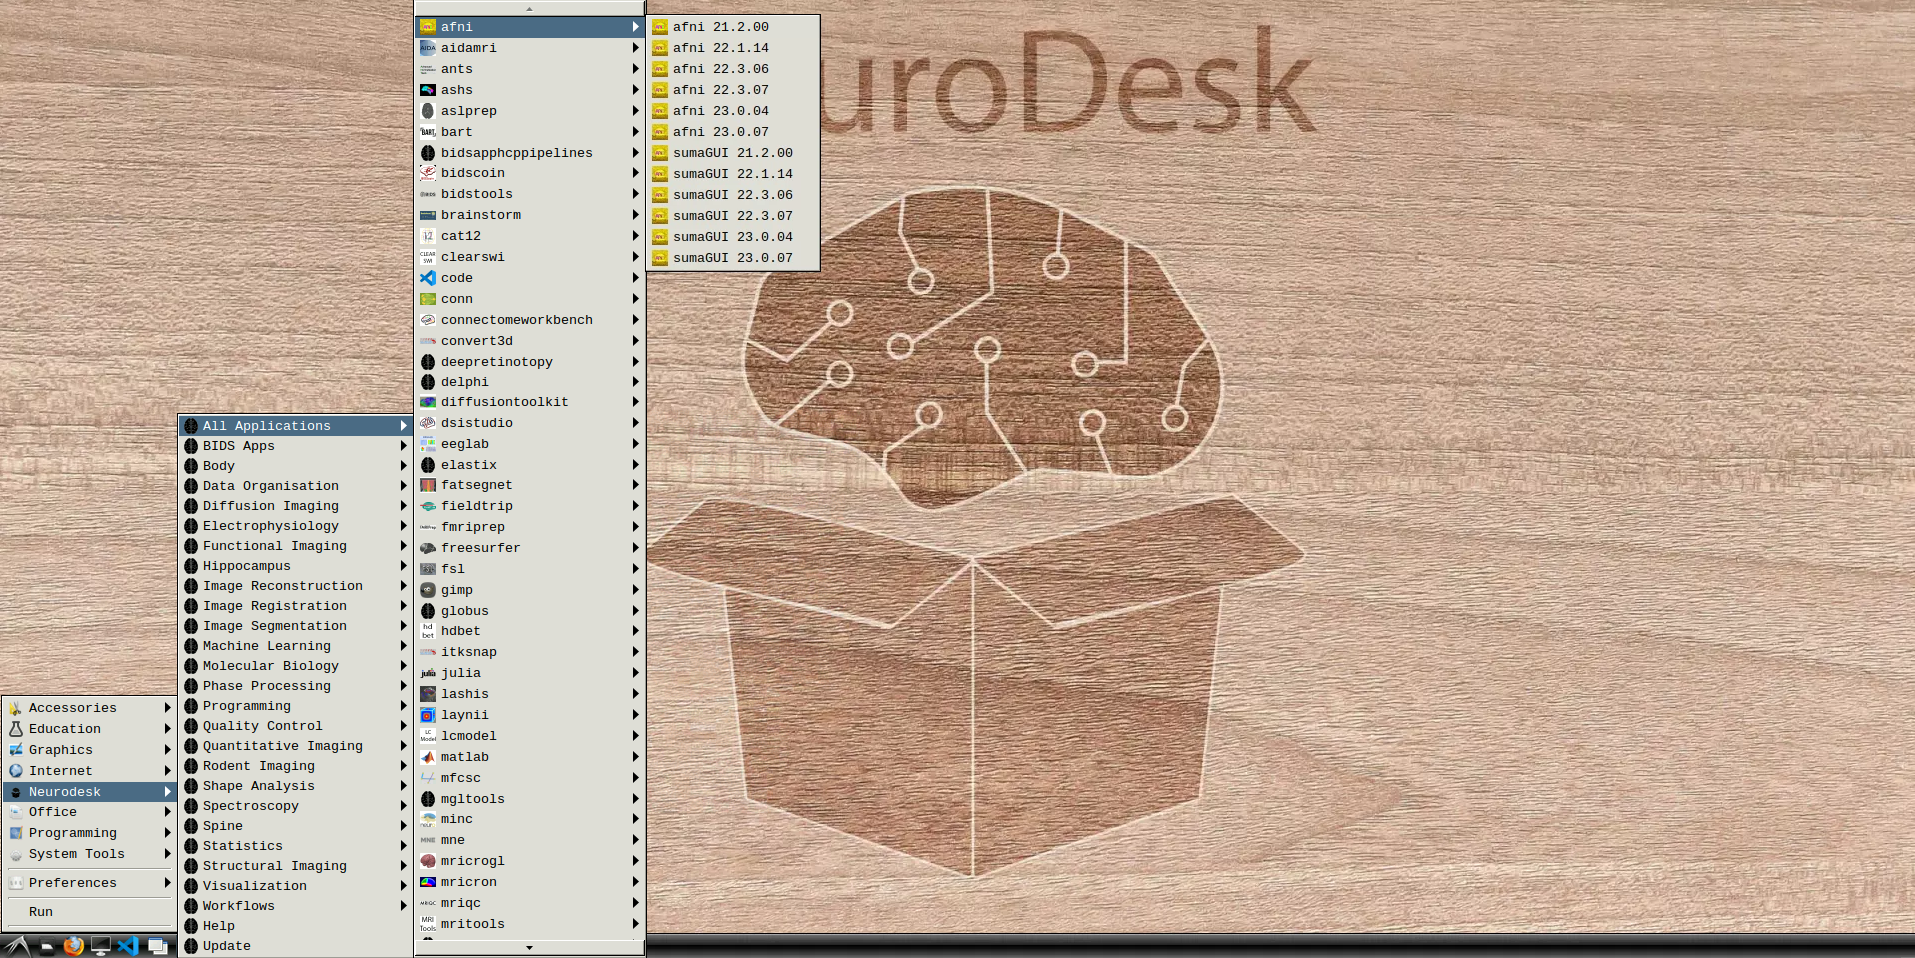 uroDesk
afni
aidamri
ants
ashs
aslprep
bart
bidsapphcppipelines
bidscoin
bidstools
brainstorm
cat12
clearswi
code
conn
connectomeworkbench
convert3d
deepretinotopy
delphi
diffusiontoolkit
dsistudio
eeglab
elastix
fatsegnet
fieldtrip
fmriprep
freesurfer
fsl
gimp
globus
hdbet
itksnap
julia
lashis
laynii
lcmodel
matlab
mfcsc
mgltools
minc
mne
mricrogl
mricron
mriqc
mritools
afni 21.2.00
afni 22.1.14
afni 22.3.06
afni 22.3.07
afni 23.0.04
afni 23.0.07
sumaGUI 21.2.00
sumaGUI 22.1.14
sumaGUI 22.3.06
sumaGUI 22.3.07
sumaGUI 23.0.04
sumaGUI 23.0.07
All Applications
BIDS Apps
Body
Data Organisation
Diffusion Imaging
Electrophysiology
Functional Imaging
Hippocampus
Image Reconstruction
Image Registration
Image Segmentation
Machine Learning
Molecular Biology
Phase Processing
Programming
Quality Control
Quantitative Imaging
Rodent Imaging
Shape Analysis
Spectroscopy
Spine
Statistics
Structural Imaging
Visualization
Workflows
Help
Update
Accessories
Education
Graphics
Internet
Neurodesk
Office
Programming
System Tools
Preferences
Run